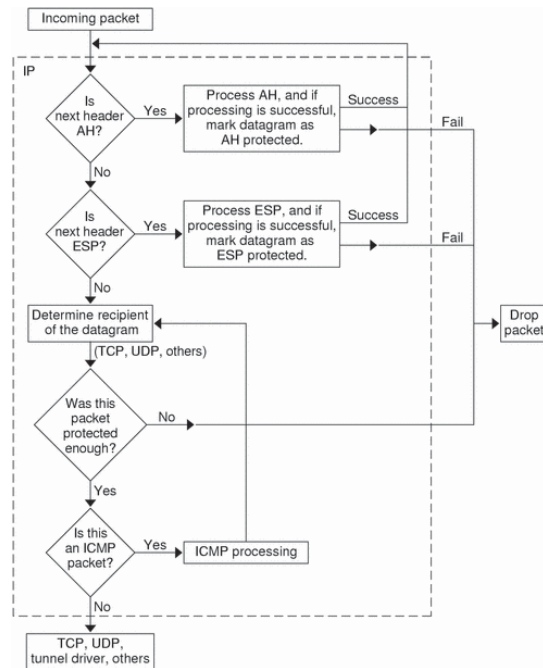 Incoming packet
IP
Is
next header
AH?
Yes
Process AH, and if
processing is successful,
mark datagram as
AH protected.
Success
Fail
No
Is
next header
ESP?
Yes
Process ESP, and if
processing is successful,
mark datagram as
ESP protected.
Success
Fail
No
Determine recipient
of the datagram
Drop
packet
(TCP, UDP, others)
Was this
packet
protected
enough?
No
Yes
Is this
an ICMP
packet?
Yes
ICMP processing
No
TCP, UDP,
tunnel driver, others